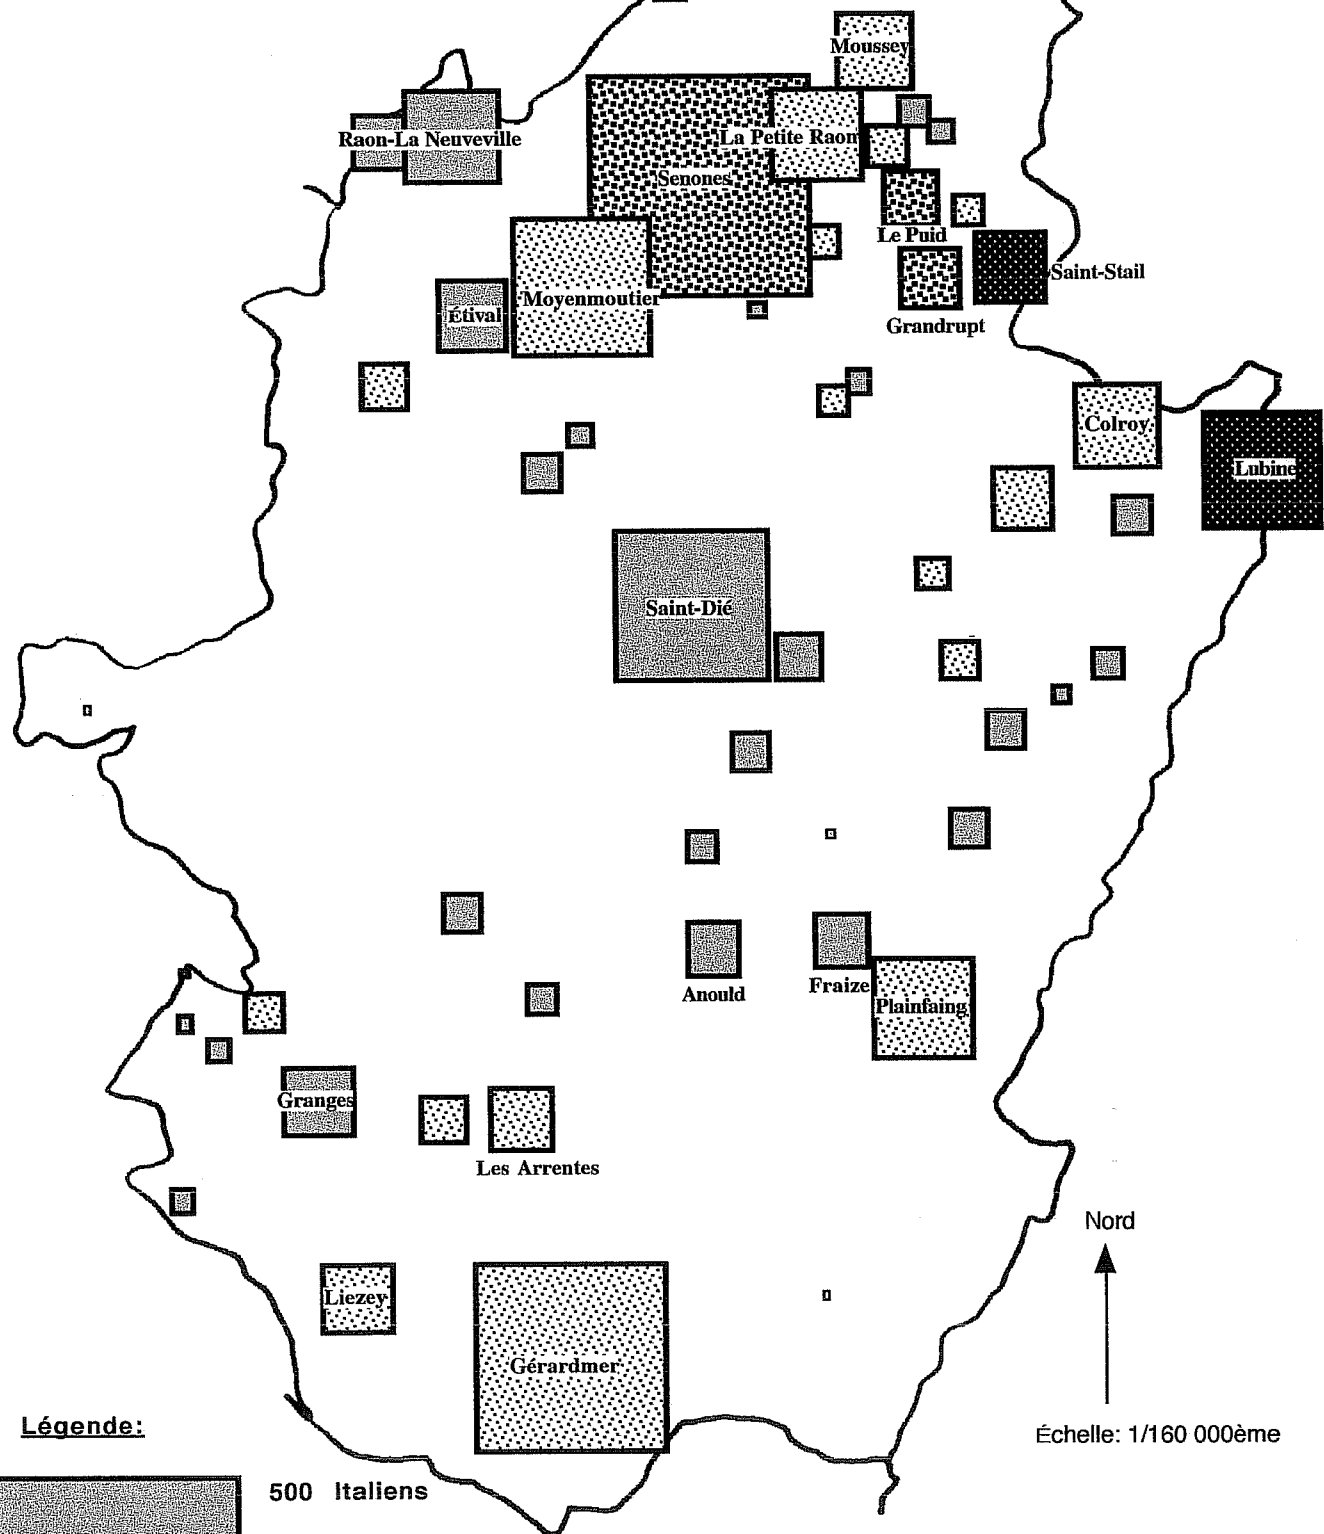 Moussey
Raon-La Neuveville
La Petite Raon
Senones
Le Puid
Saint-Stail
Moyenmoutier
Étival
Grandrupt
Colroy
Lubine
Saint-Dié
Anould
Fraize
Plainfaing
Granges
Les Arrentes
Nord
Liezey
Gérardmer
Légende:
Échelle: 1/160 000ème
500 Italiens